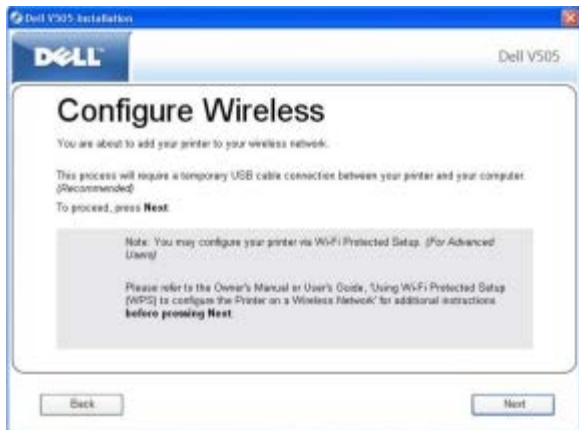 Dell V505 Installation
DELL
Dell V505
Configure Wireless
You are about to add your printer to your wireless network.
This process will require a temporary USB cable connection between your printer and your computer.
(Recommended)
To proceed, press Next.
Note: You may configure your printer via Wi-Fi Protected Setup. (For Advanced
Users)
Please refer to the Owner's Manual or User's Guide, 'Using Wi-Fi Protected Setup
(WPS) to configure the Printer on a Wireless Network' for additional instructions
before pressing Next.
Back
Next